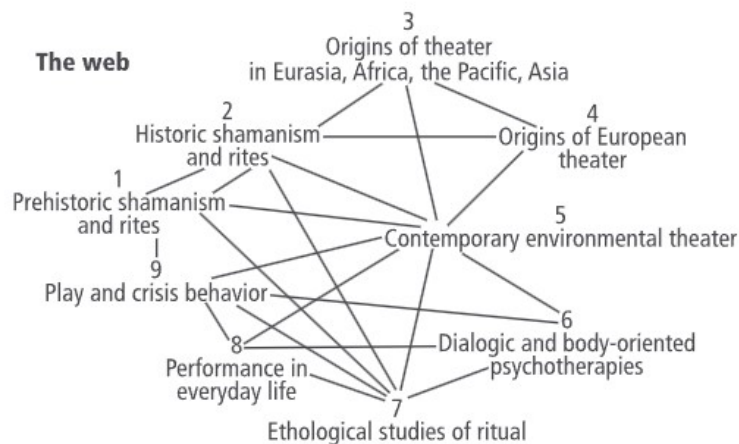 The web
3
Origins of theater
in Eurasia, Africa, the Pacific, Asia
2
Historic shamanism
and rites
4
Origins of European
theater
1
Prehistoric shamanism
and rites
5
Contemporary environmental theater
9
Play and crisis behavior
6
Dialogic and body-oriented
psychotherapies
8
Performance in
everyday life
7
Ethological studies of ritual